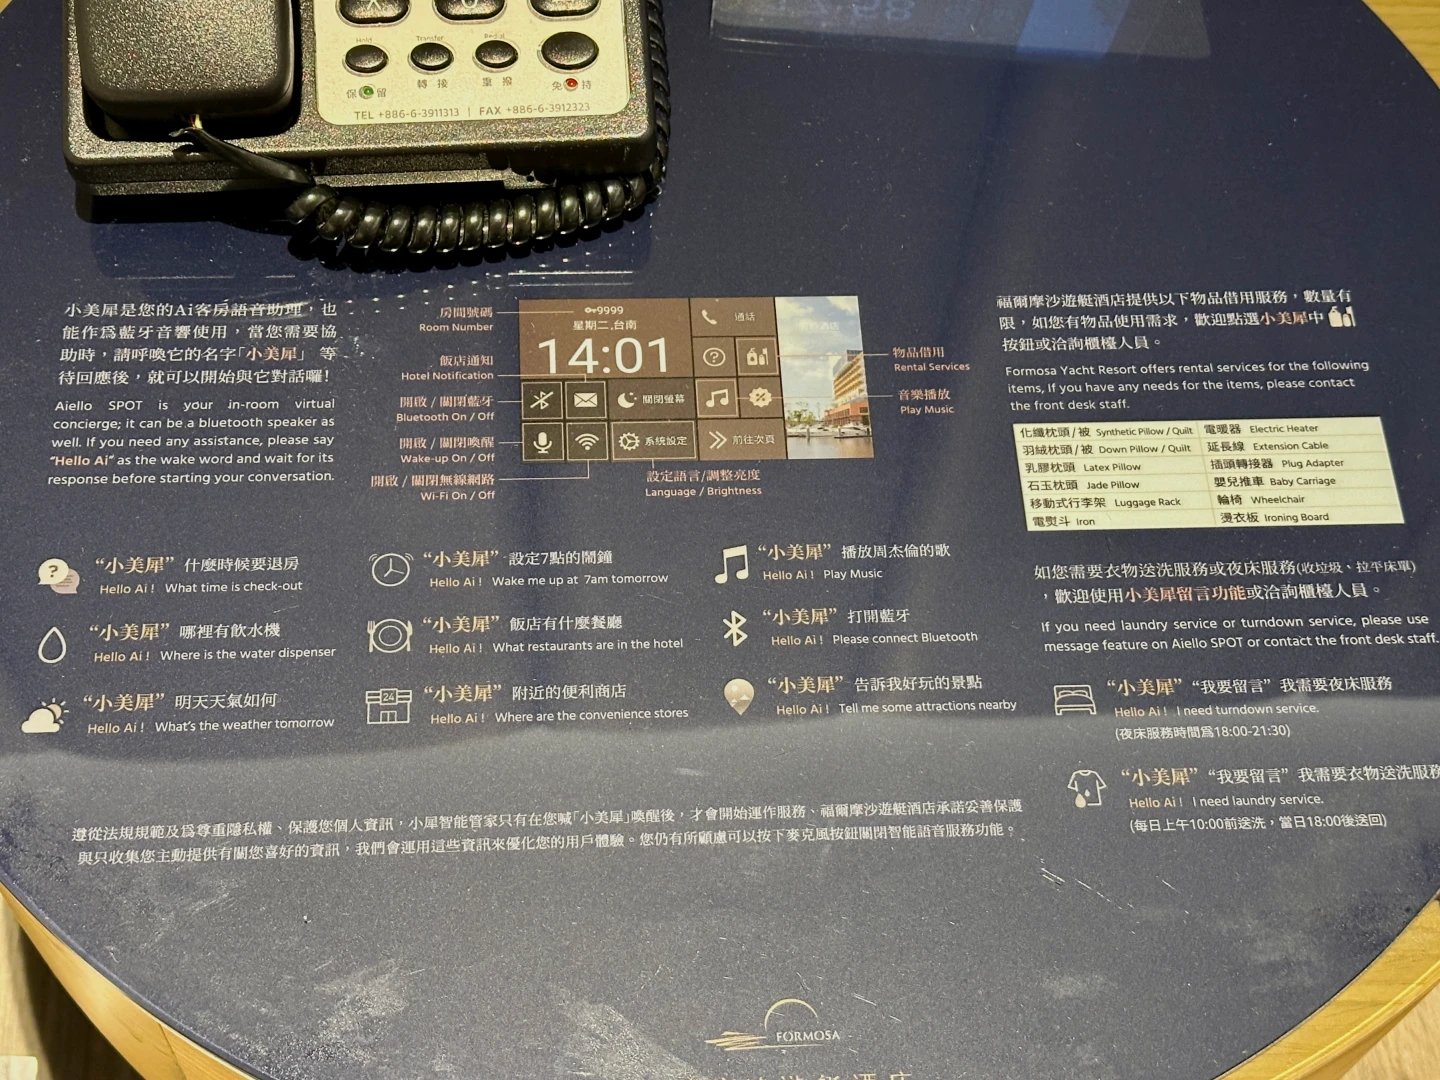 Hold
Transfer
保留
轉接
重撥
免持
TEL +886-6-3911313 | FAX +886-6-3912323
小美犀是您的Ai客房語音助理，也
能作為藍牙音響使用，當您需要協
助時，請呼喚它的名字「小美犀」 等
待回應後，就可以開始與它對話囉！
Aiello SPOT is your in-room virtual
concierge; it can be a bluetooth speaker as
well. If you need any assistance, please say
“Hello Ai” as the wake word and wait for its
response before starting your conversation.
房間號碼
Room Number
飯店通知
Hotel Notification
開啟 / 關閉藍牙
Bluetooth On / Off
開啟 / 關閉喚醒
Wake-up On / Off
開啟 / 關閉無線網路
Wi-Fi On / Off
9999
星期二,台南
14:01
通話
關閉螢幕
系統設定
前往次頁
設定語言/調整亮度
Language / Brightness
物品借用
Rental Services
音樂播放
Play Music
福爾摩沙遊艇酒店提供以下物品借用服務，數量有
限，如您有物品使用需求，歡迎點選小美犀中
按鈕或洽詢櫃檯人員。
Formosa Yacht Resort offers rental services for the following
items, If you have any needs for the items, please contact
the front desk staff.
化纖枕頭 / 被 Synthetic Pillow / Quilt 電暖器 Electric Heater
羽絨枕頭 / 被 Down Pillow / Quilt 延長線 Extension Cable
乳膠枕頭 Latex Pillow 插頭轉接器 Plug Adapter
石玉枕頭 Jade Pillow 嬰兒推車 Baby Carriage
移動式行李架 Luggage Rack 輪椅 Wheelchair
電熨斗 Iron 燙衣板 Ironing Board
“小美犀” 什麼時候要退房
Hello Ai！ What time is check-out
“小美犀” 哪裡有飲水機
Hello Ai！ Where is the water dispenser
“小美犀” 明天天氣如何
Hello Ai！ What's the weather tomorrow
“小美犀” 設定7點的鬧鐘
Hello Ai！ Wake me up at 7am tomorrow
“小美犀” 飯店有什麼餐廳
Hello Ai！ What restaurants are in the hotel
24
“小美犀” 附近的便利商店
Hello Ai！ Where are the convenience stores
“小美犀” 播放周杰倫的歌
Hello Ai！ Play Music
“小美犀” 打開藍牙
Hello Ai！ Please connect Bluetooth
“小美犀” 告訴我好玩的景點
Hello Ai！ Tell me some attractions nearby
如您需要衣物送洗服務或夜床服務(收垃圾、拉平床單)
，歡迎使用小美犀留言功能或洽詢櫃檯人員。
If you need laundry service or turndown service, please use
message feature on Aiello SPOT or contact the front desk staff.
“小美犀” “我要留言” 我需要夜床服務
Hello Ai！ I need turndown service.
(夜床服務時間為18:00-21:30)
“小美犀” “我要留言” 我需要衣物送洗服務
Hello Ai！ I need laundry service.
(每日上午10:00前送洗，當日18:00後送回)
遵從法規規範及為尊重隱私權、保護您個人資訊，小犀智能管家只有在您喊「小美犀」喚醒後，才會開始運作服務、福爾摩沙遊艇酒店承諾妥善保護
與只收集您主動提供有關您喜好的資訊，我們會運用這些資訊來優化您的用戶體驗。您仍有所顧慮可以按下麥克風按鈕關閉智能語音服務功能。
FORMOSA